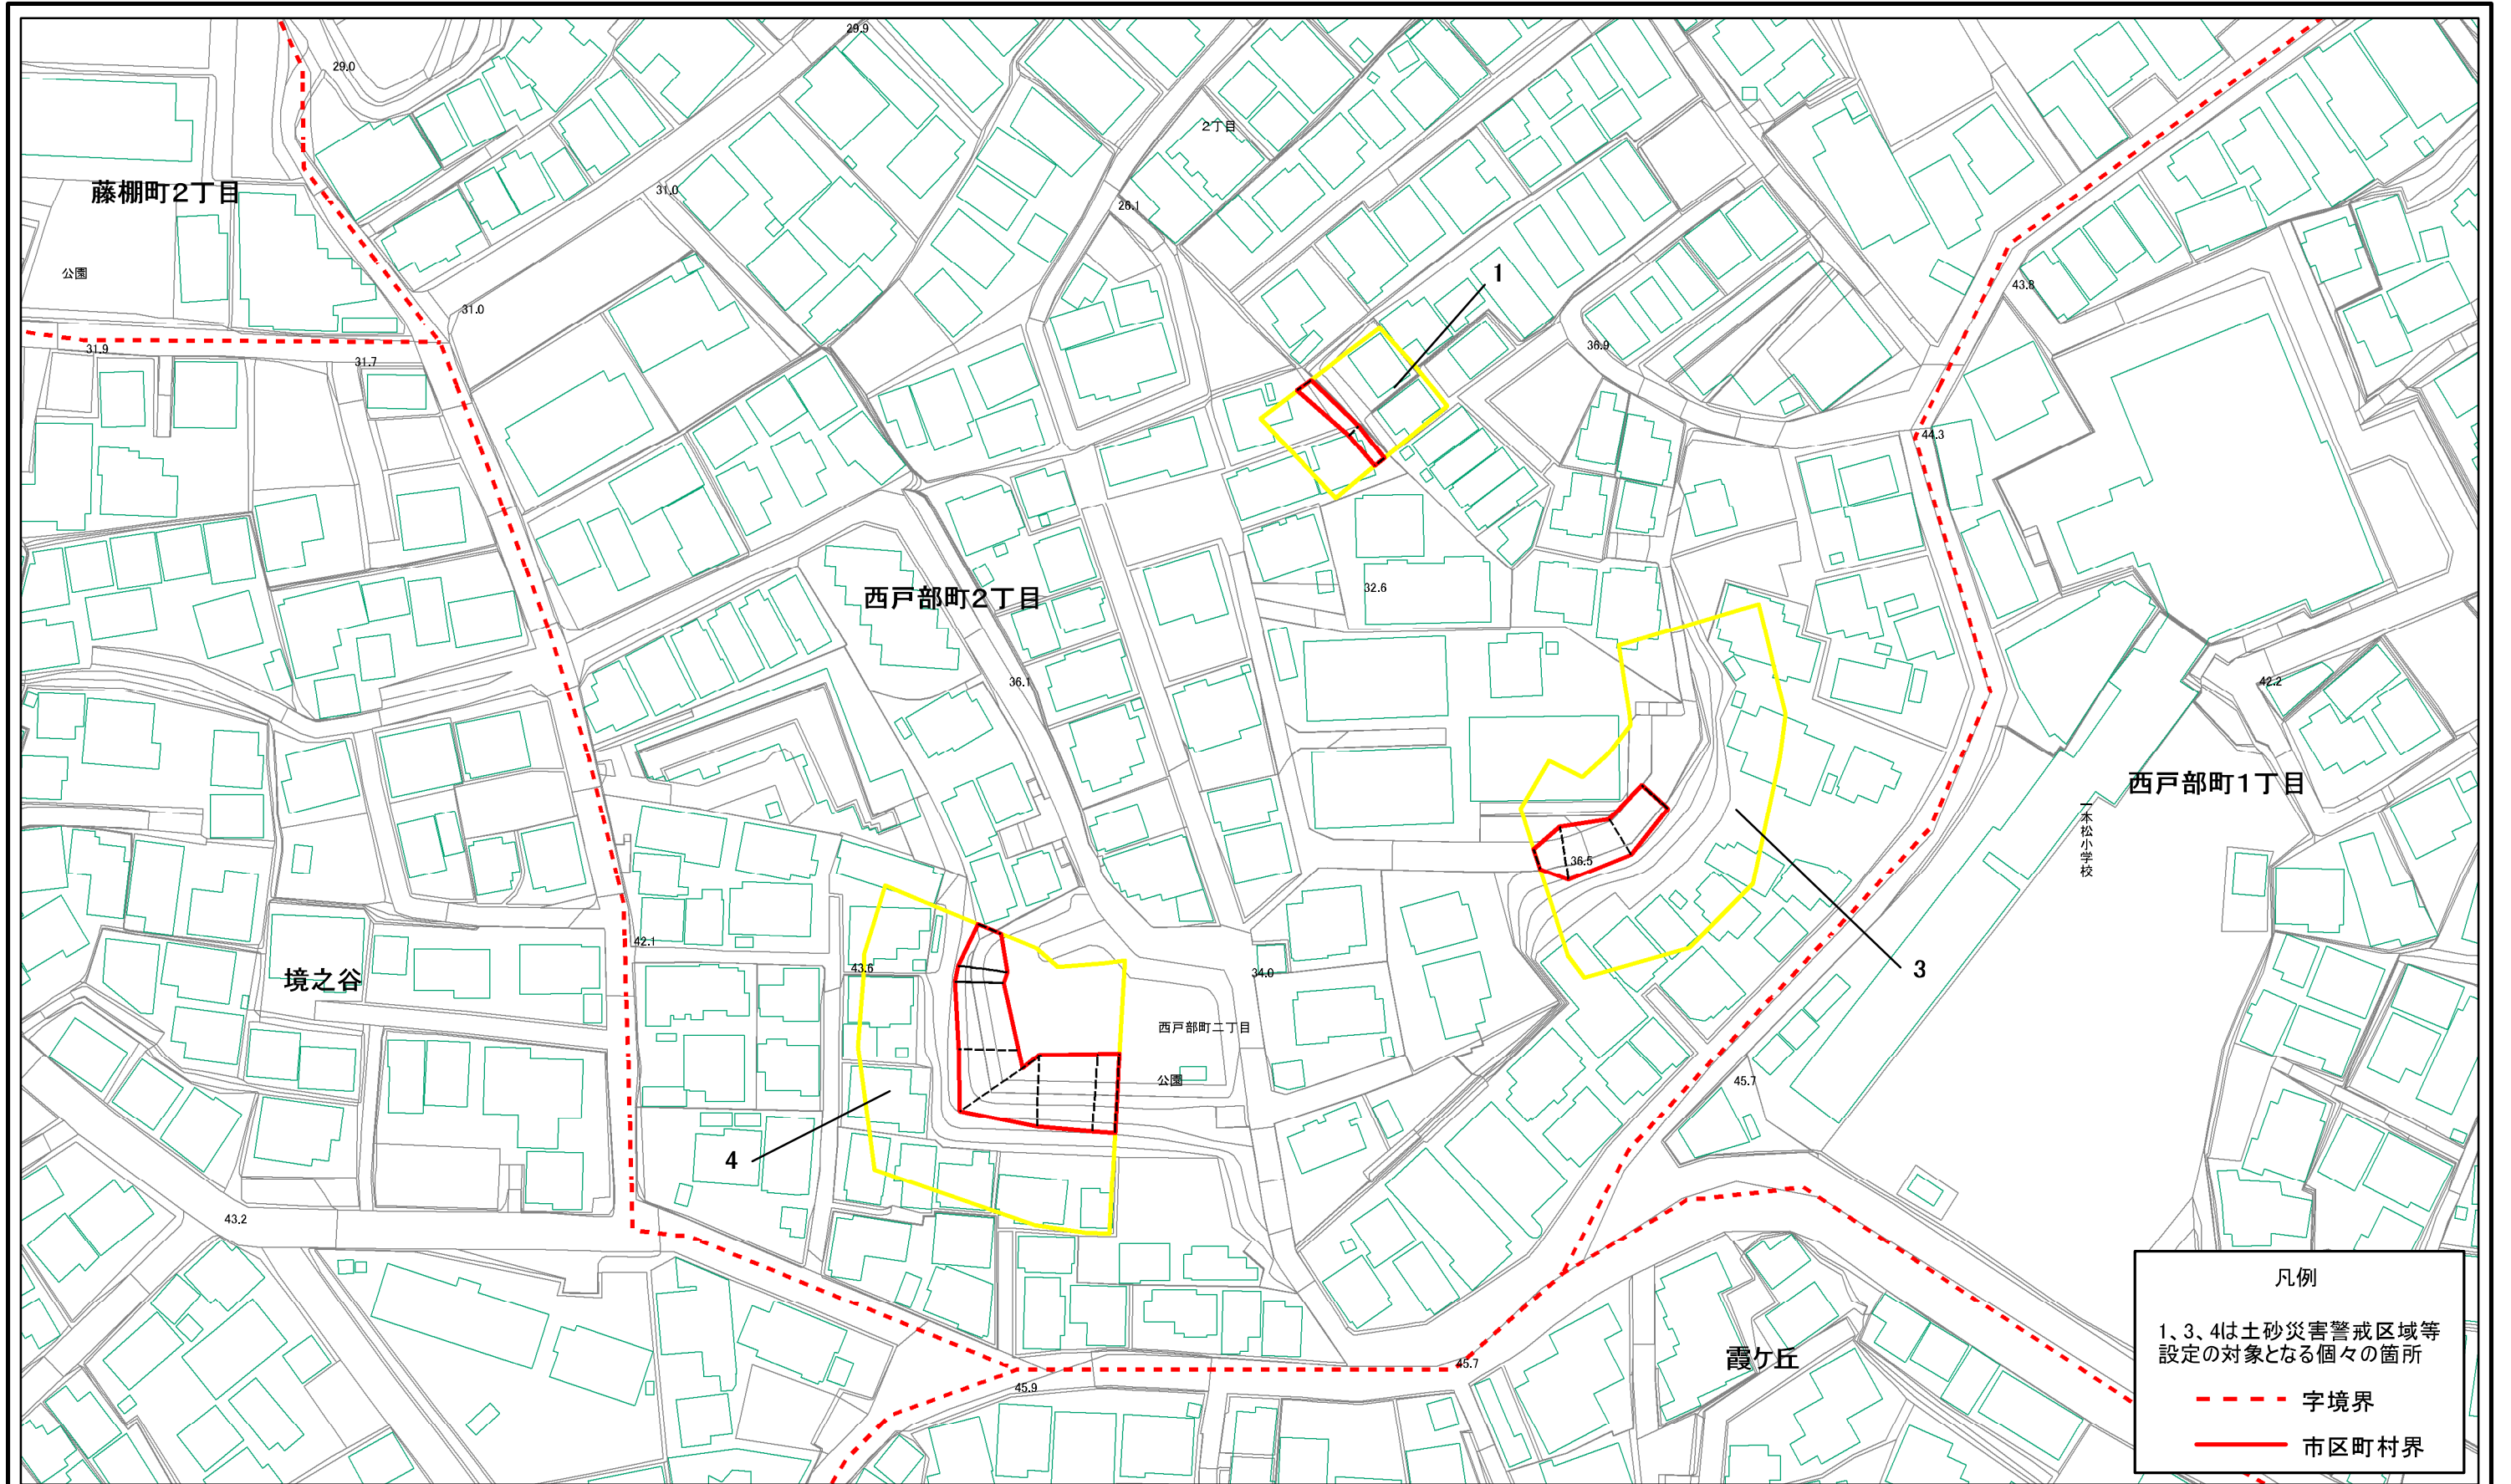 29.9
29.0
2丁目
藤棚町2丁目
31.0
26.1
公園
1
43.8
31.0
36.9
31.9
31.7
44.3
32.6
西戸部町2丁目
36.1
42.2
西戸部町1丁目
一本松小学校
36.5
42.1
43.6
34.0
3
境之谷
西戸部町二丁目
公園
45.7
4
43.2
45.7
霞ケ丘
45.9
凡例
1、3、4は土砂災害警戒区域等
設定の対象となる個々の箇所
字境界
市区町村界